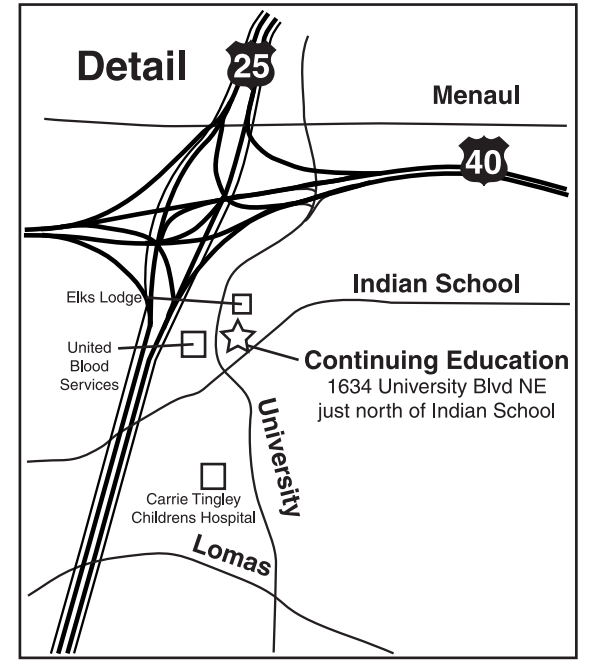 Detail
25
Menaul
40
Indian School
Elks Lodge
United
Blood
Services
Continuing Education
1634 University Blvd NE
just north of Indian School
University
Carrie Tingley
Childrens Hospital
Lomas